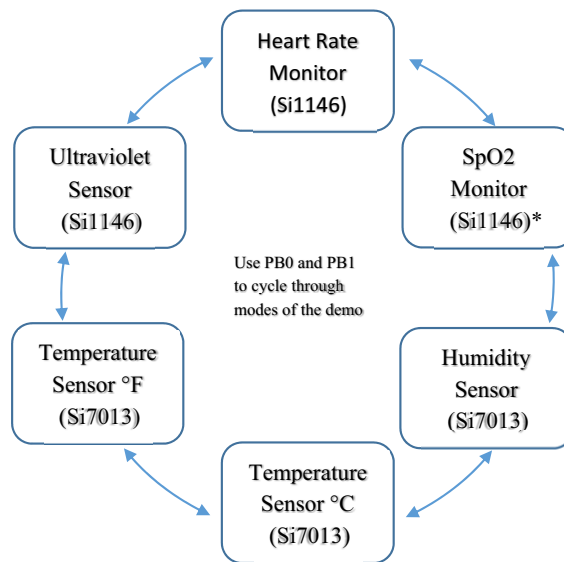 Heart Rate
Monitor
(Si1146)
Ultraviolet
Sensor
(Si1146)
SpO2
Monitor
(Si1146)*
Use PB0 and PB1
to cycle through
modes of the demo
Temperature
Sensor °F
(Si7013)
Humidity
Sensor
(Si7013)
Temperature
Sensor °C
(Si7013)